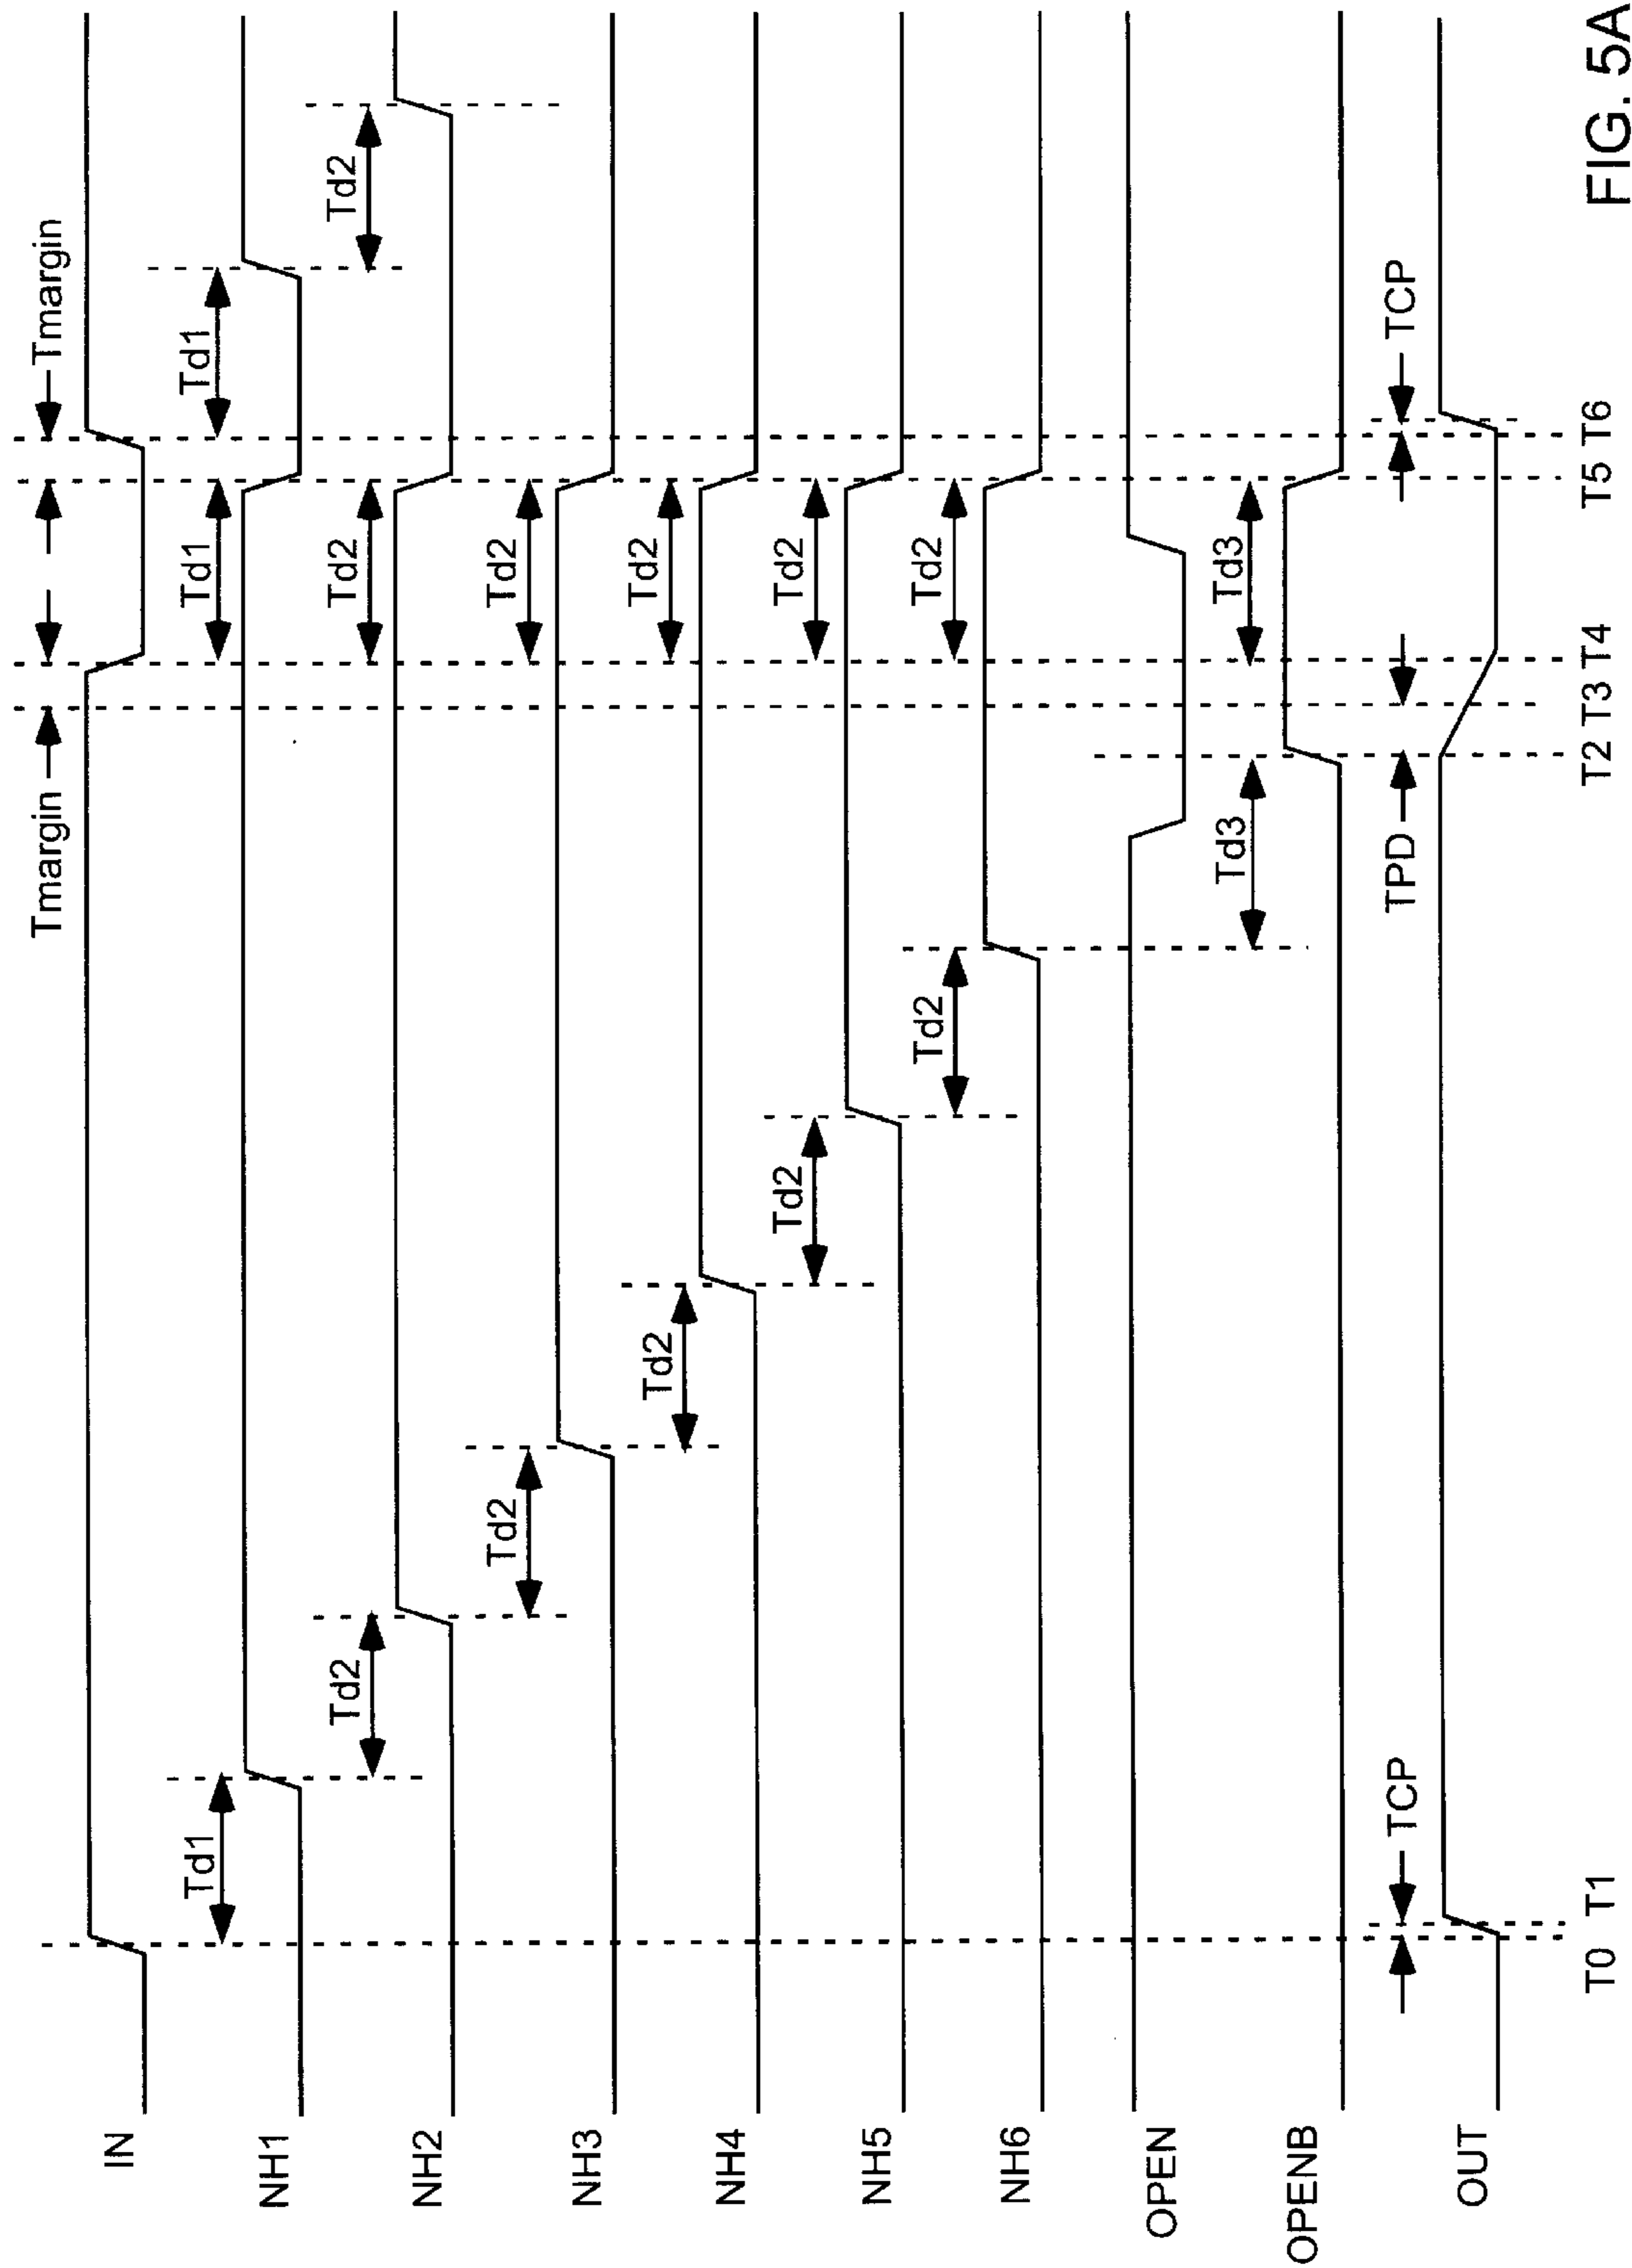 Tmargin Tmargin
IN
Td1 Td1 Td1
NH1
Td2 Td2 Td2
NH2
Td2 Td2
NH3
Td2 Td2
NH4
Td2 Td2
NH5
Td2 Td2
NH6
OPEN
Td3 Td3
OPENB
TCP TPD TCP
OUT
T0 T1 T2 T3 T4 T5 T6
FIG. 5A